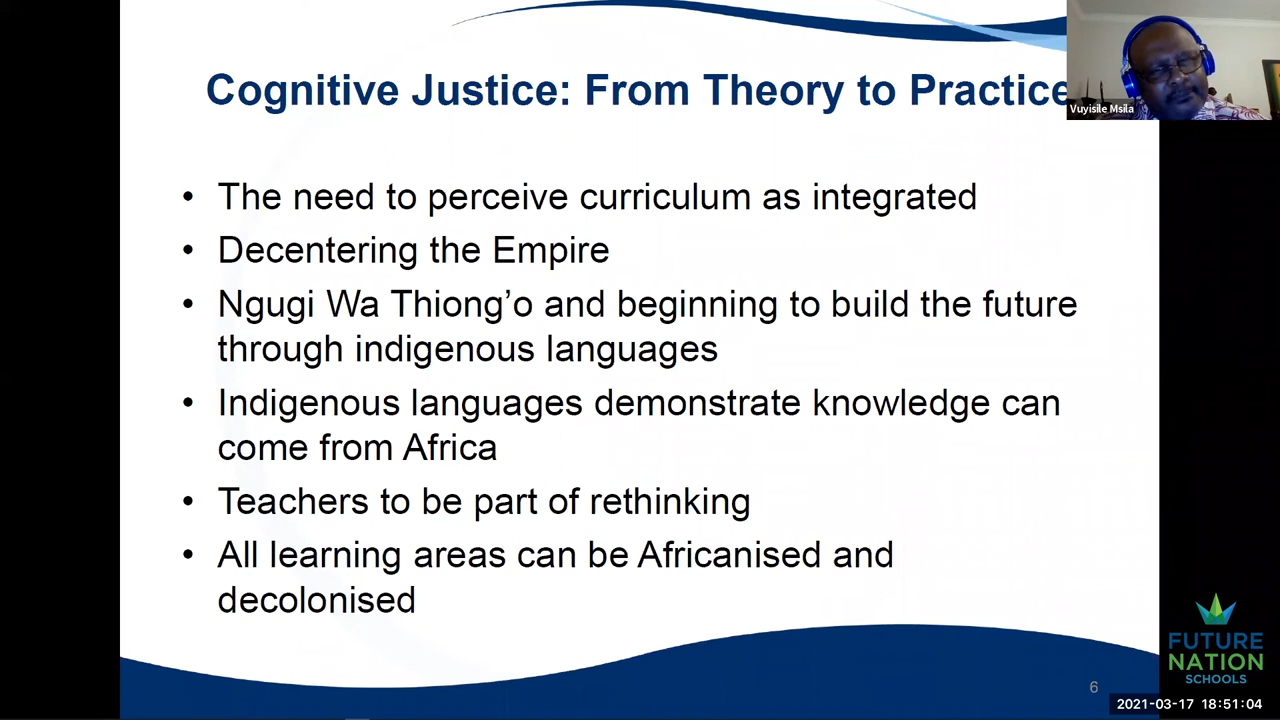 Cognitive Justice: From Theory to Practice
Vuyisile Msila
• The need to perceive curriculum as integrated
• Decentering the Empire
• Ngugi Wa Thiong’o and beginning to build the future
through indigenous languages
• Indigenous languages demonstrate knowledge can
come from Africa
• Teachers to be part of rethinking
• All learning areas can be Africanised and
decolonised
6
FUTURE
NATION
SCHOOLS
2021-03-17 18:51:04